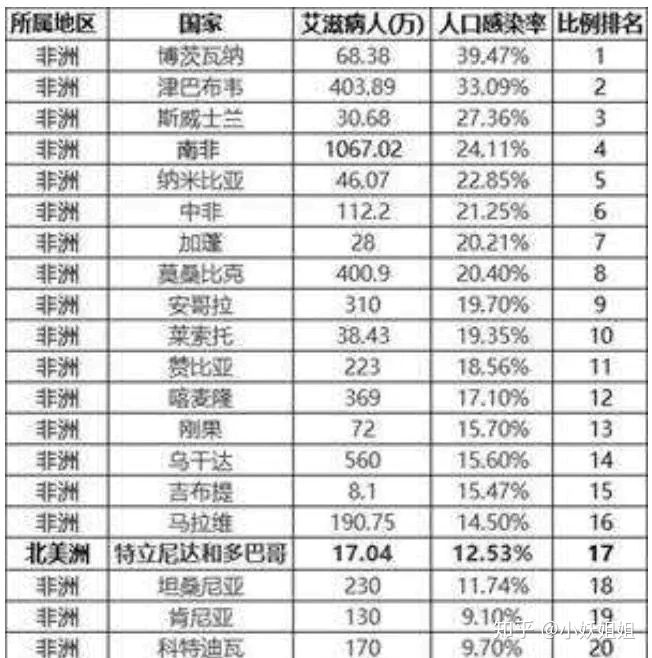 所属地区 国家 艾滋病人(万) 人口感染率 比例排名
非洲 博茨瓦纳 68.38 39.47% 1
非洲 津巴布韦 403.89 33.09% 2
非洲 斯威士兰 30.68 27.36% 3
非洲 南非 1067.02 24.11% 4
非洲 纳米比亚 46.07 22.85% 5
非洲 中非 112.2 21.25% 6
非洲 加蓬 28 20.21% 7
非洲 莫桑比克 400.9 20.40% 8
非洲 安哥拉 310 19.70% 9
非洲 莱索托 38.43 19.35% 10
非洲 赞比亚 223 18.56% 11
非洲 喀麦隆 369 17.10% 12
非洲 刚果 72 15.70% 13
非洲 乌干达 560 15.60% 14
非洲 吉布提 8.1 15.47% 15
非洲 马拉维 190.75 14.50% 16
北美洲 特立尼达和多巴哥 17.04 12.53% 17
非洲 坦桑尼亚 230 11.74% 18
非洲 肯尼亚 130 9.10% 19
非洲 科特迪瓦 170 9.70% 20
知乎 @小妖姐姐